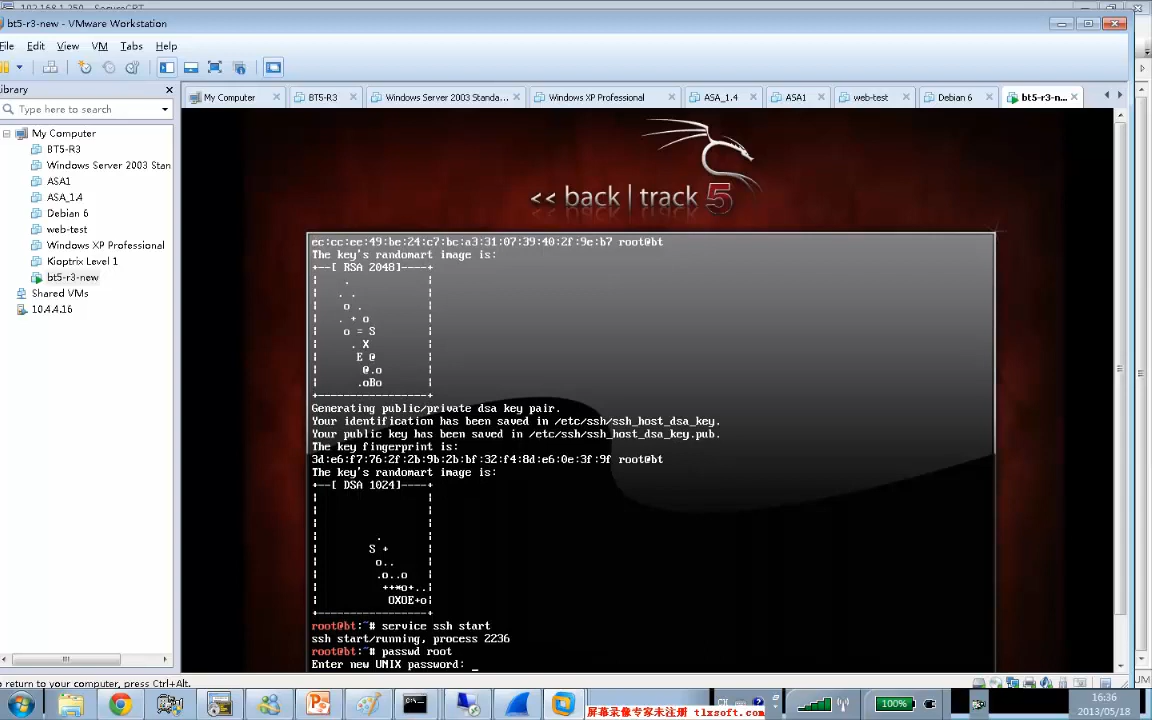 bt5-r3-new - VMware Workstation
File Edit View VM Tabs Help
Library
Type here to search
My Computer
BT5-R3
Windows Server 2003 Stan
ASA1
ASA_1.4
Debian 6
web-test
Windows XP Professional
Kioptrix Level 1
bt5-r3-new
Shared VMs
10.4.4.16
My Computer BT5-R3 Windows Server 2003 Standa... Windows XP Professional ASA_1.4 ASA1 web-test Debian 6 bt5-r3-n...
<< back | track 5
ec:cc:ee:49:be:24:c7:bc:a3:31:07:39:40:2f:9e:b7 root@bt
The key's randomart image is:
+--[ RSA 2048]----+
| . |
| . . |
| o . |
| . + o |
| o = S |
| . X |
| E @ |
| @.o |
| .oBo |
+-----------------+
Generating public/private dsa key pair.
Your identification has been saved in /etc/ssh/ssh_host_dsa_key.
Your public key has been saved in /etc/ssh/ssh_host_dsa_key.pub.
The key fingerprint is:
3d:e6:f7:76:2f:2b:9b:2b:bf:32:f4:8d:e6:0e:3f:9f root@bt
The key's randomart image is:
+--[ DSA 1024]----+
| |
| |
| |
| . |
| S + |
| o.. |
| .o..o |
| ++*o+..|
| OXOE+o|
+-----------------+
root@bt:~# service ssh start
ssh start/running, process 2236
root@bt:~# passwd root
Enter new UNIX password: _
to return to your computer, press Ctrl+Alt.
屏幕录像专家未注册 tlxsoft.com
100%
16:36
2013/05/18